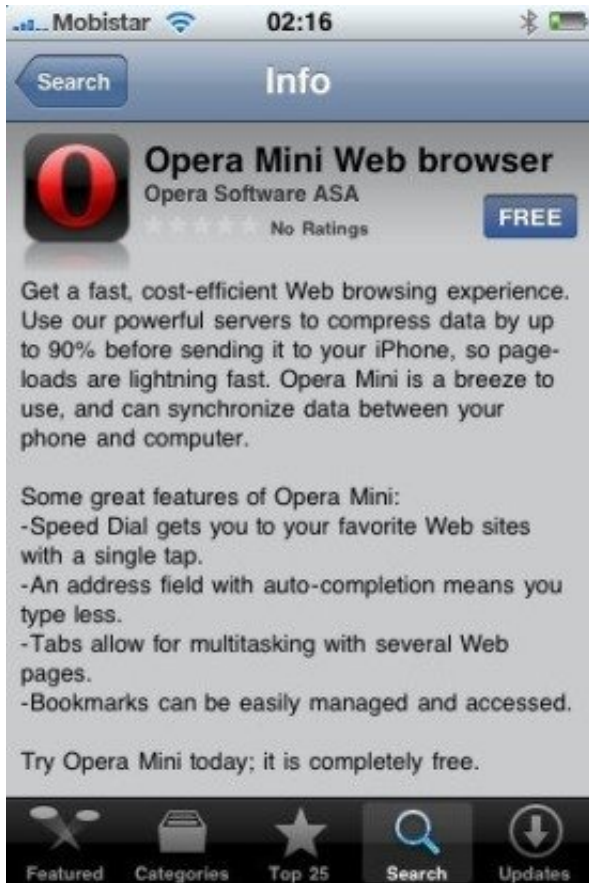 Mobistar 02:16
Search Info
Opera Mini Web browser
Opera Software ASA
No Ratings
FREE
Get a fast, cost-efficient Web browsing experience.
Use our powerful servers to compress data by up
to 90% before sending it to your iPhone, so page-
loads are lightning fast. Opera Mini is a breeze to
use, and can synchronize data between your
phone and computer.
Some great features of Opera Mini:
-Speed Dial gets you to your favorite Web sites
with a single tap.
-An address field with auto-completion means you
type less.
-Tabs allow for multitasking with several Web
pages.
-Bookmarks can be easily managed and accessed.
Try Opera Mini today; it is completely free.
Featured Categories Top 25 Search Updates